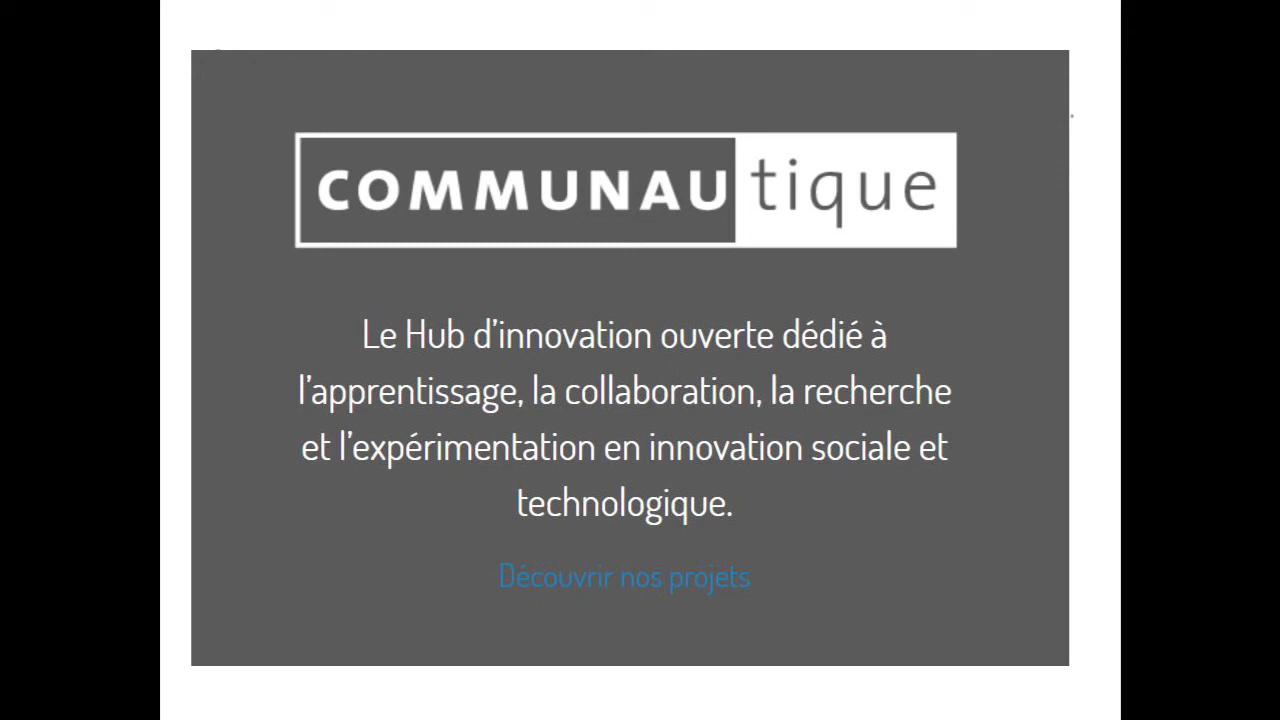 COMMUNAUtique
Le Hub d’innovation ouverte dédié à
l’apprentissage, la collaboration, la recherche
et l’expérimentation en innovation sociale et
technologique.
Découvrir nos projets